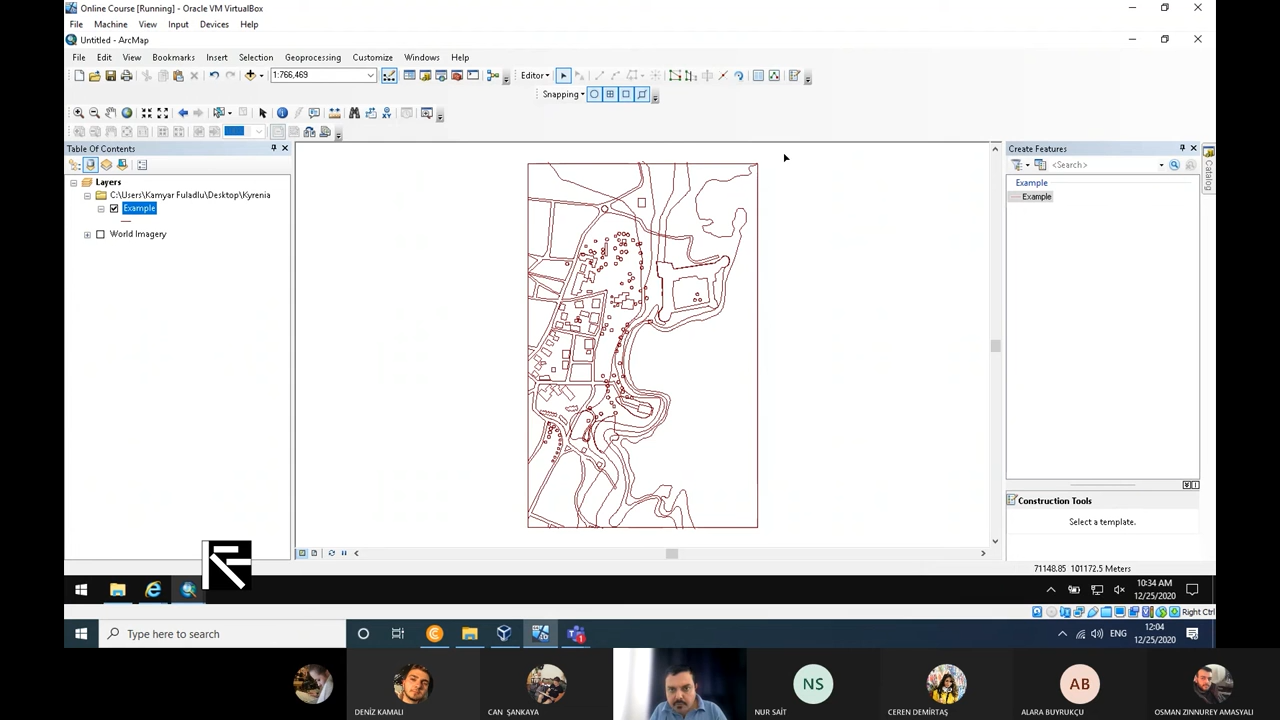 Online Course [Running] - Oracle VM VirtualBox
File Machine View Input Devices Help
Untitled - ArcMap
File Edit View Bookmarks Insert Selection Geoprocessing Customize Windows Help
1:766,469
Editor
Snapping
Table Of Contents
Create Features
Catalog
<Search>
Layers
C:\Users\Kamyar Fuladlu\Desktop\Kyrenia
Example
World Imagery
Example
Example
Construction Tools
Select a template.
71148.85 101172.5 Meters
10:34 AM
12/25/2020
Right Ctrl
Type here to search
ENG
12:04
12/25/2020
1
NS
AB
DENİZ KAMALI
CAN ŞANKAYA
NUR SAİT
CEREN DEMİRTAŞ
ALARA BUYRUKÇU
OSMAN ZINNUREY AMASYALI